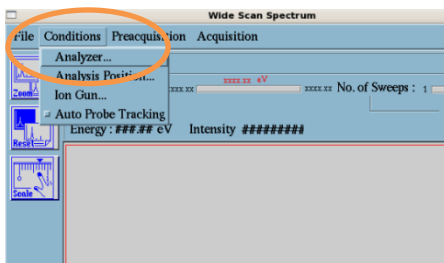 Wide Scan Spectrum
File Conditions Preacquisition Acquisition
Analyzer...
Analysis Position...
Ion Gun...
Auto Probe Tracking
Zoom
xxx.xx xxxx.xx eV xxxx.xx No. of Sweeps : 1
Energy : ###.## eV Intensity #########
Reset
Scale